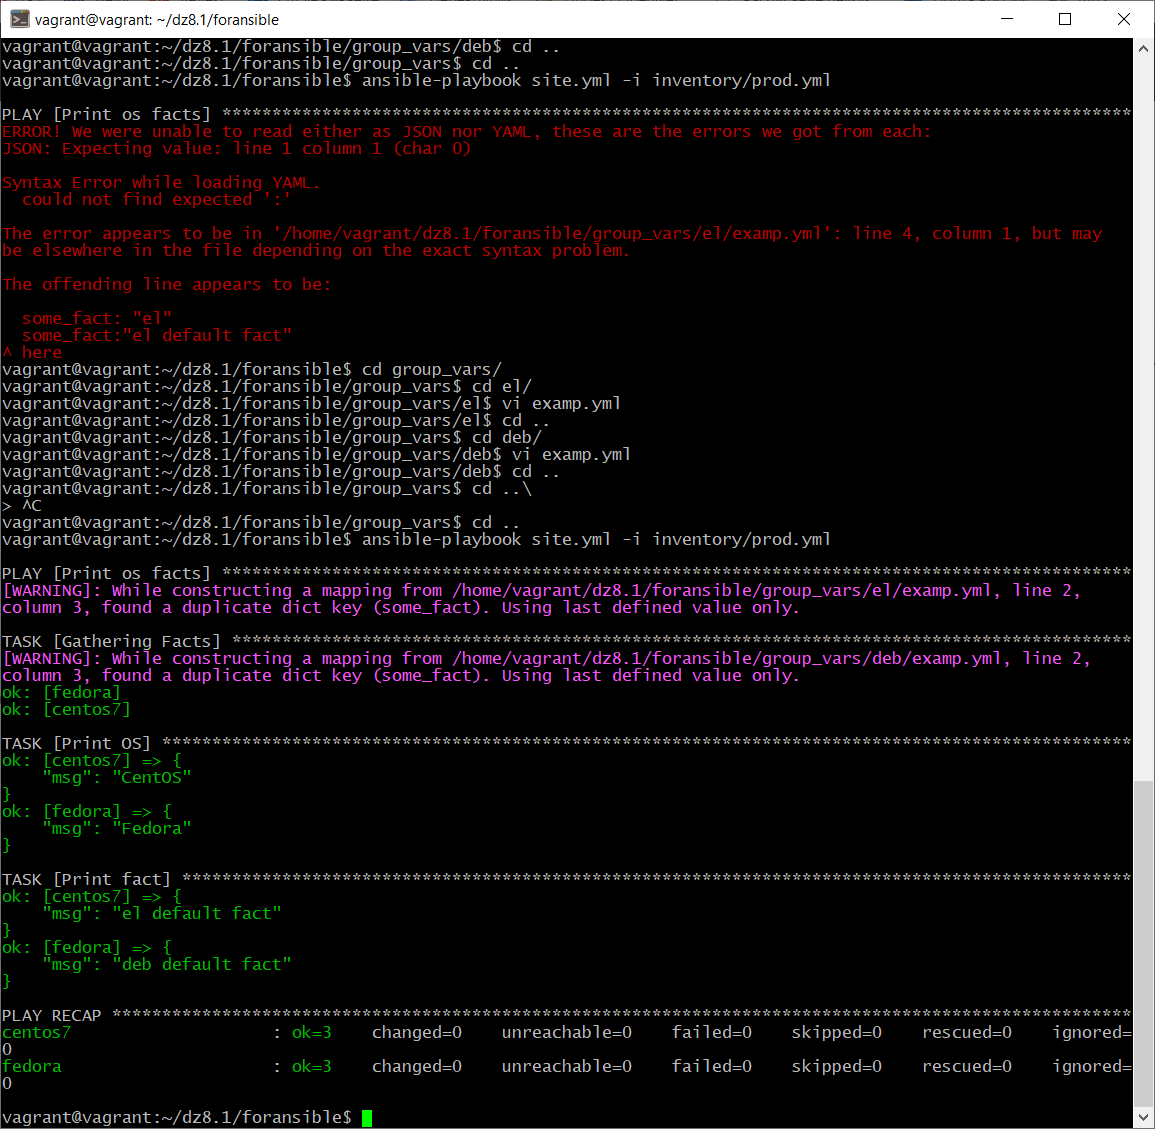 vagrant@vagrant: ~/dz8.1/foransible
vagrant@vagrant:~/dz8.1/foransible/group_vars/deb$ cd ..
vagrant@vagrant:~/dz8.1/foransible/group_vars$ cd ..
vagrant@vagrant:~/dz8.1/foransible$ ansible-playbook site.yml -i inventory/prod.yml
PLAY [Print os facts] *******************************************************************************************
ERROR! We were unable to read either as JSON nor YAML, these are the errors we got from each:
JSON: Expecting value: line 1 column 1 (char 0)
Syntax Error while loading YAML.
  could not find expected ':'
The error appears to be in '/home/vagrant/dz8.1/foransible/group_vars/el/examp.yml': line 4, column 1, but may
be elsewhere in the file depending on the exact syntax problem.
The offending line appears to be:
  some_fact: "el"
  some_fact:"el default fact"
^ here
vagrant@vagrant:~/dz8.1/foransible$ cd group_vars/
vagrant@vagrant:~/dz8.1/foransible/group_vars$ cd el/
vagrant@vagrant:~/dz8.1/foransible/group_vars/el$ vi examp.yml
vagrant@vagrant:~/dz8.1/foransible/group_vars/el$ cd ..
vagrant@vagrant:~/dz8.1/foransible/group_vars$ cd deb/
vagrant@vagrant:~/dz8.1/foransible/group_vars/deb$ vi examp.yml
vagrant@vagrant:~/dz8.1/foransible/group_vars/deb$ cd ..
vagrant@vagrant:~/dz8.1/foransible/group_vars$ cd ..\
> ^C
vagrant@vagrant:~/dz8.1/foransible/group_vars$ cd ..
vagrant@vagrant:~/dz8.1/foransible$ ansible-playbook site.yml -i inventory/prod.yml
PLAY [Print os facts] *******************************************************************************************
[WARNING]: While constructing a mapping from /home/vagrant/dz8.1/foransible/group_vars/el/examp.yml, line 2,
column 3, found a duplicate dict key (some_fact). Using last defined value only.
TASK [Gathering Facts] ******************************************************************************************
[WARNING]: While constructing a mapping from /home/vagrant/dz8.1/foransible/group_vars/deb/examp.yml, line 2,
column 3, found a duplicate dict key (some_fact). Using last defined value only.
ok: [fedora]
ok: [centos7]
TASK [Print OS] *************************************************************************************************
ok: [centos7] => {
    "msg": "CentOS"
}
ok: [fedora] => {
    "msg": "Fedora"
}
TASK [Print fact] ***********************************************************************************************
ok: [centos7] => {
    "msg": "el default fact"
}
ok: [fedora] => {
    "msg": "deb default fact"
}
PLAY RECAP ******************************************************************************************************
centos7                    : ok=3    changed=0    unreachable=0    failed=0    skipped=0    rescued=0    ignored=
0
fedora                     : ok=3    changed=0    unreachable=0    failed=0    skipped=0    rescued=0    ignored=
0
vagrant@vagrant:~/dz8.1/foransible$